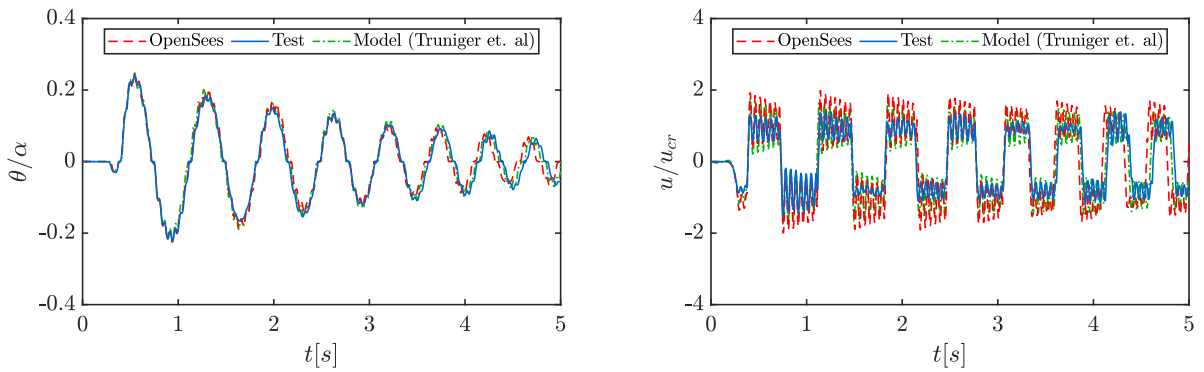 0.4
0.2
0
-0.2
-0.4
θ/α
OpenSees Test Model (Truniger et. al)
0 1 2 3 4 5
t[s]
4
2
0
-2
-4
u/u_cr
OpenSees Test Model (Truniger et. al)
0 1 2 3 4 5
t[s]